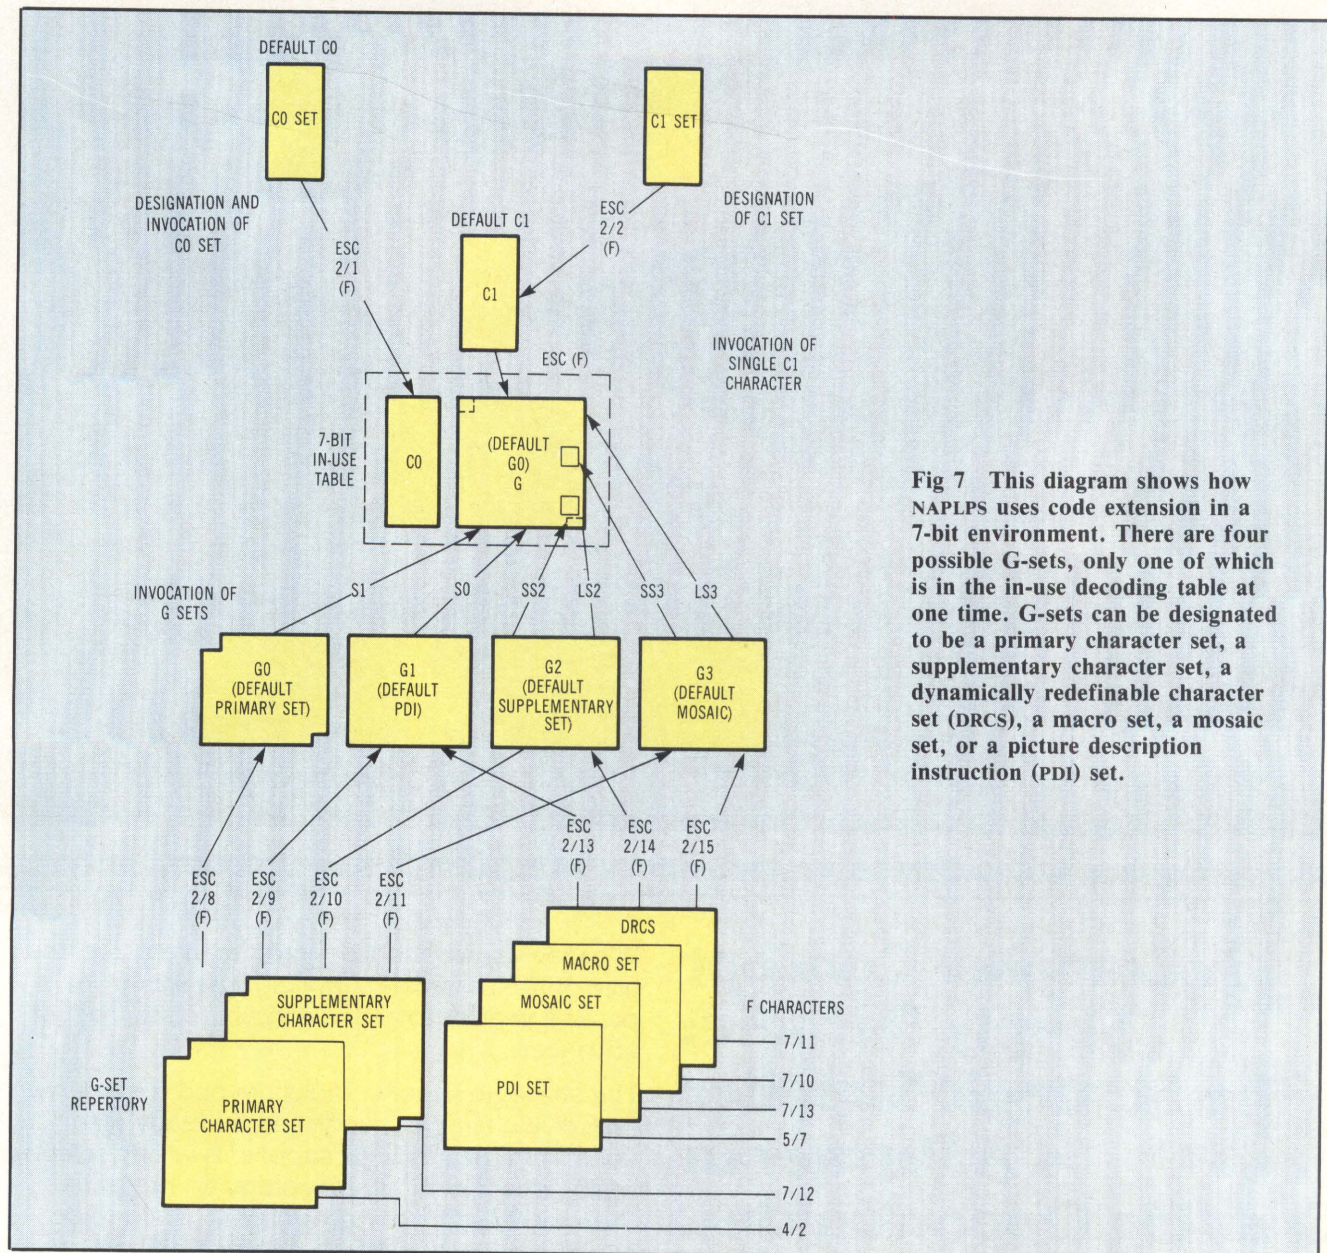 DEFAULT C0
C0 SET
C1 SET
DESIGNATION AND
INVOCATION OF
C0 SET
DESIGNATION
OF C1 SET
DEFAULT C1
ESC
2/2
(F)
ESC
2/1
(F)
C1
ESC (F)
INVOCATION OF
SINGLE C1
CHARACTER
7-BIT
IN-USE
TABLE
C0
(DEFAULT
G0)
G
Fig 7 This diagram shows how
NAPLPS uses code extension in a
7-bit environment. There are four
possible G-sets, only one of which
is in the in-use decoding table at
one time. G-sets can be designated
to be a primary character set, a
supplementary character set, a
dynamically redefinable character
set (DRCS), a macro set, a mosaic
set, or a picture description
instruction (PDI) set.
INVOCATION OF
G SETS
S1
S0
SS2
LS2
SS3
LS3
G0
(DEFAULT
PRIMARY SET)
G1
(DEFAULT
PDI)
G2
(DEFAULT
SUPPLEMENTARY
SET)
G3
(DEFAULT
MOSAIC)
ESC
2/13
(F)
ESC
2/14
(F)
ESC
2/15
(F)
ESC
2/8
(F)
ESC
2/9
(F)
ESC
2/10
(F)
ESC
2/11
(F)
DRCS
MACRO SET
MOSAIC SET
PDI SET
SUPPLEMENTARY
CHARACTER SET
PRIMARY
CHARACTER SET
G-SET
REPERTORY
F CHARACTERS
7/11
7/10
7/13
5/7
7/12
4/2